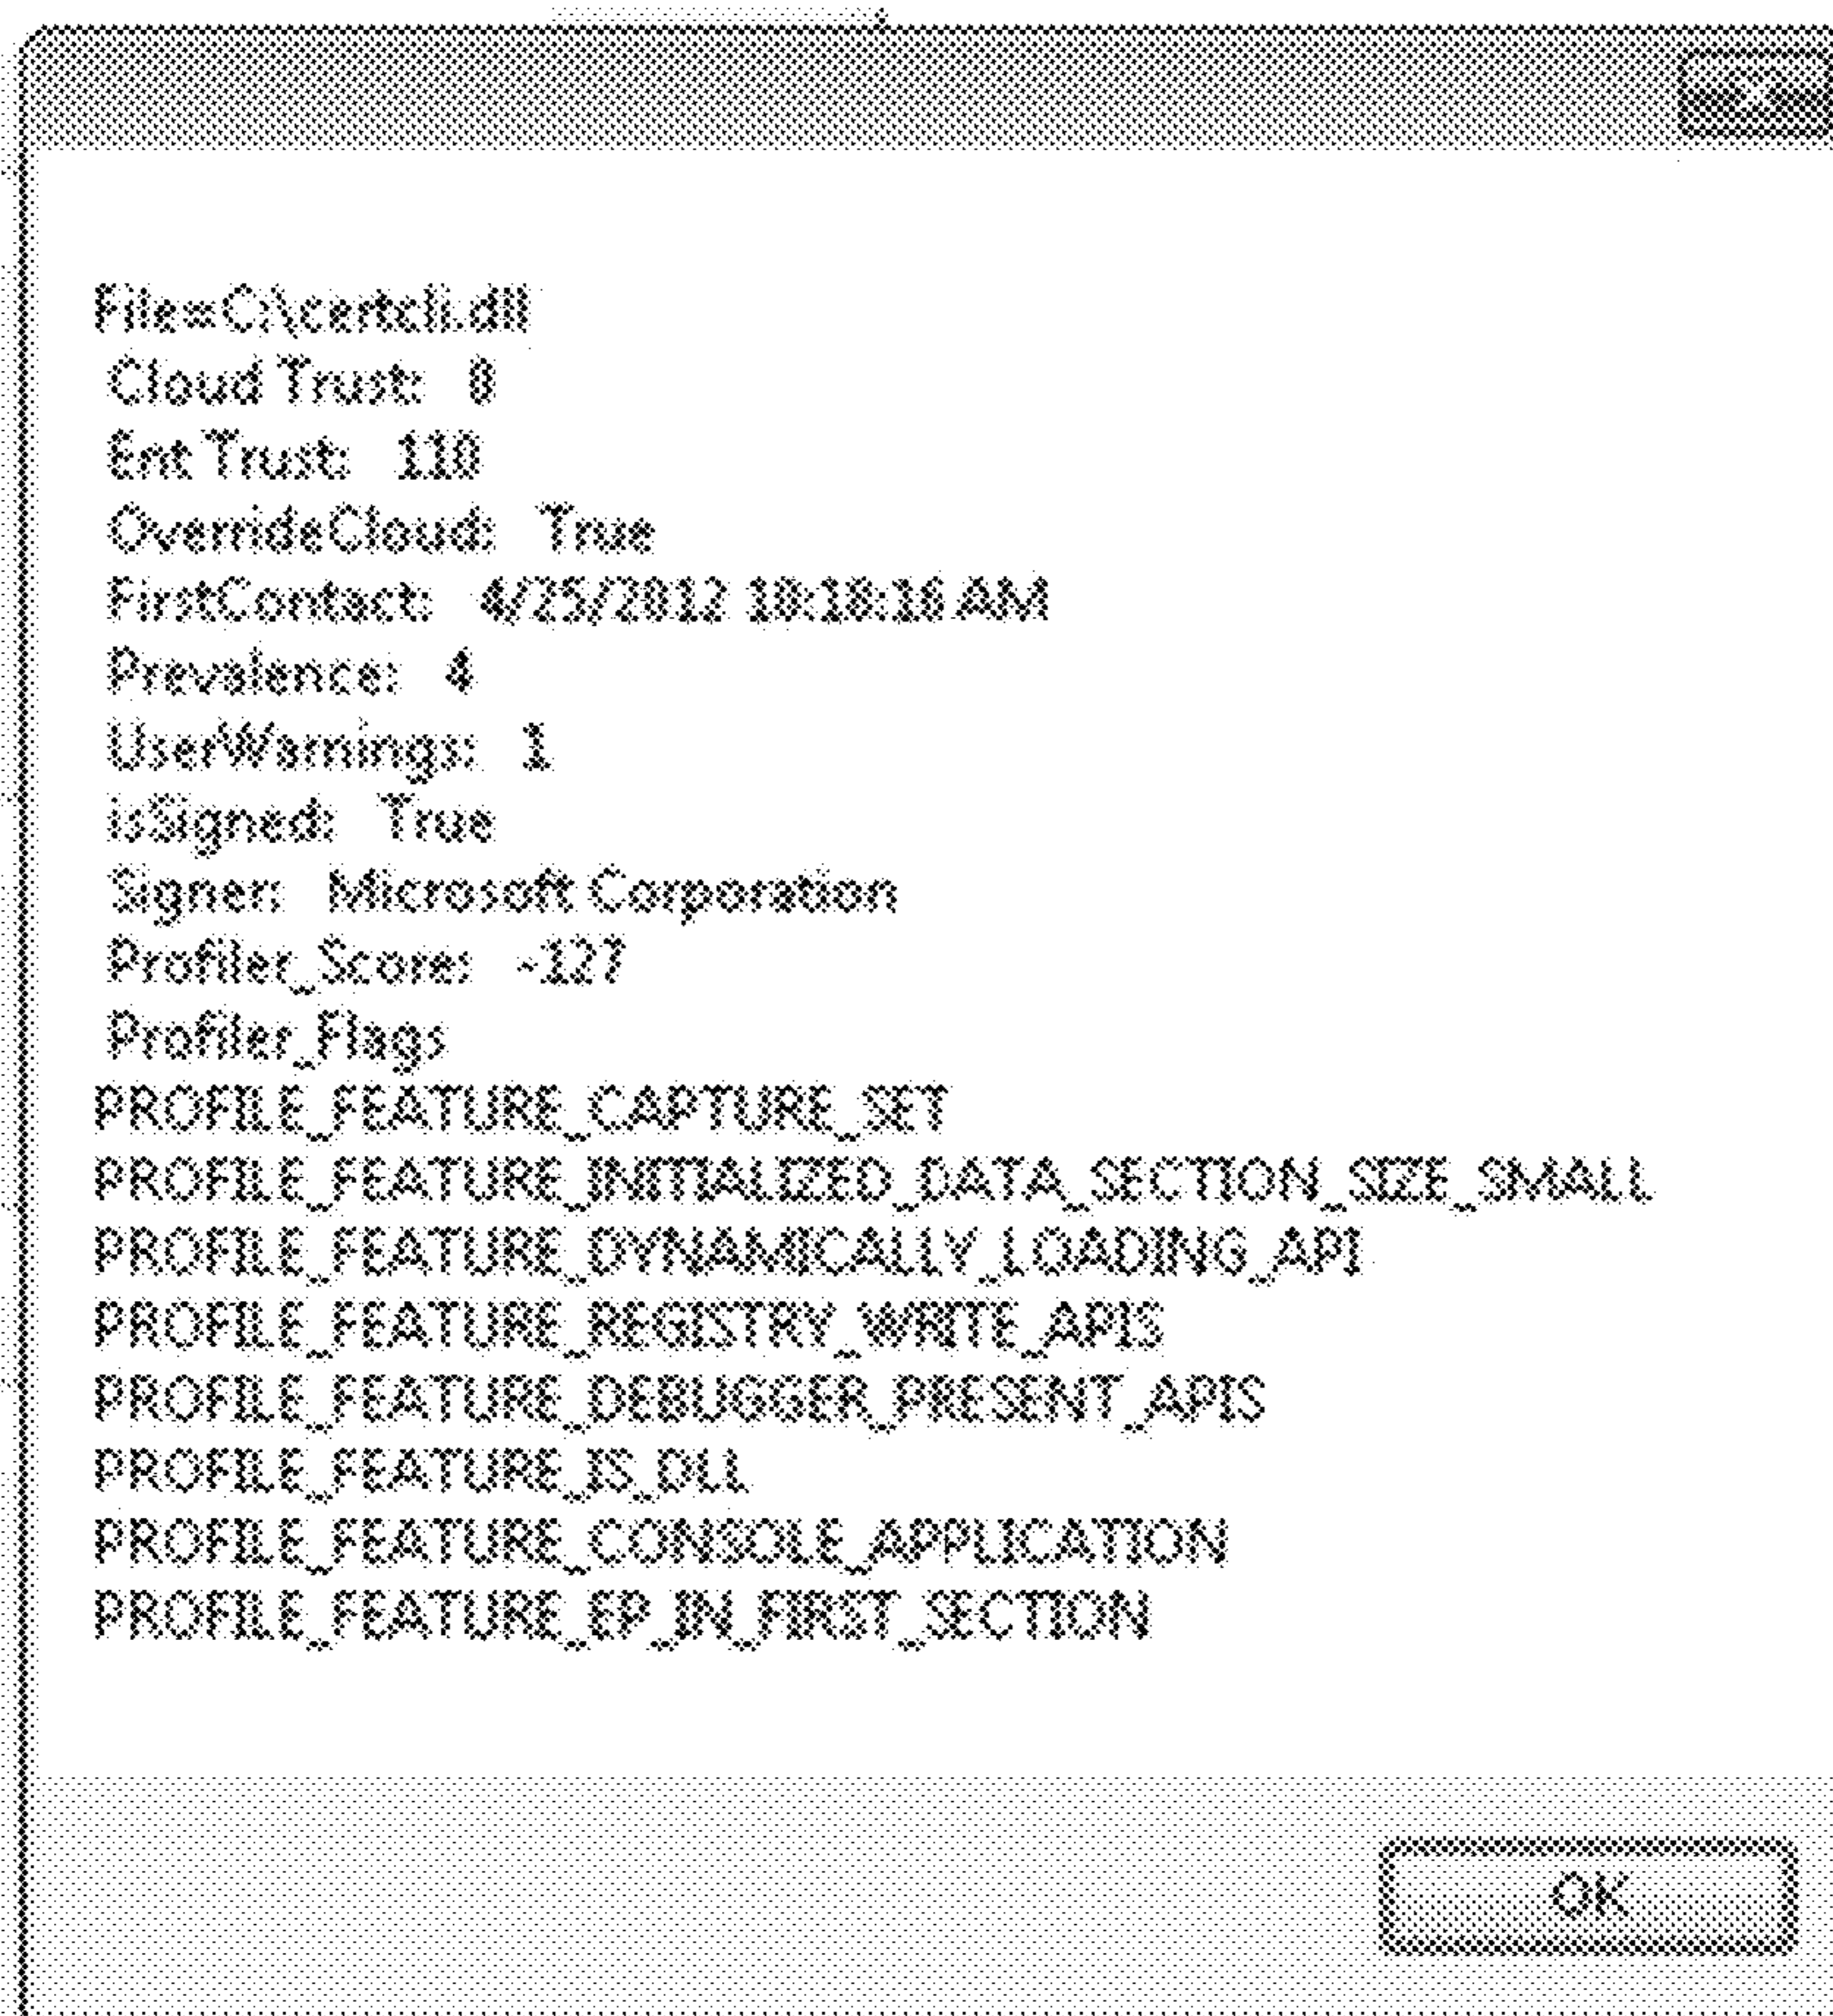 File=C:\certcli.dll
Cloud Trust: 0
Ent Trust: 110
OverrideCloud: True
FirstContact: 4/25/2012 10:18:16 AM
Prevalence: 4
UserWarnings: 1
isSigned: True
Signer: Microsoft Corporation
Profiler_Score: -127
Profiler_Flags
PROFILE_FEATURE_CAPTURE_SET
PROFILE_FEATURE_INITIALIZED_DATA_SECTION_SIZE_SMALL
PROFILE_FEATURE_DYNAMICALLY_LOADING_API
PROFILE_FEATURE_REGISTRY_WRITE_APIS
PROFILE_FEATURE_DEBUGGER_PRESENT_APIS
PROFILE_FEATURE_IS_DLL
PROFILE_FEATURE_CONSOLE_APPLICATION
PROFILE_FEATURE_EP_IN_FIRST_SECTION
OK